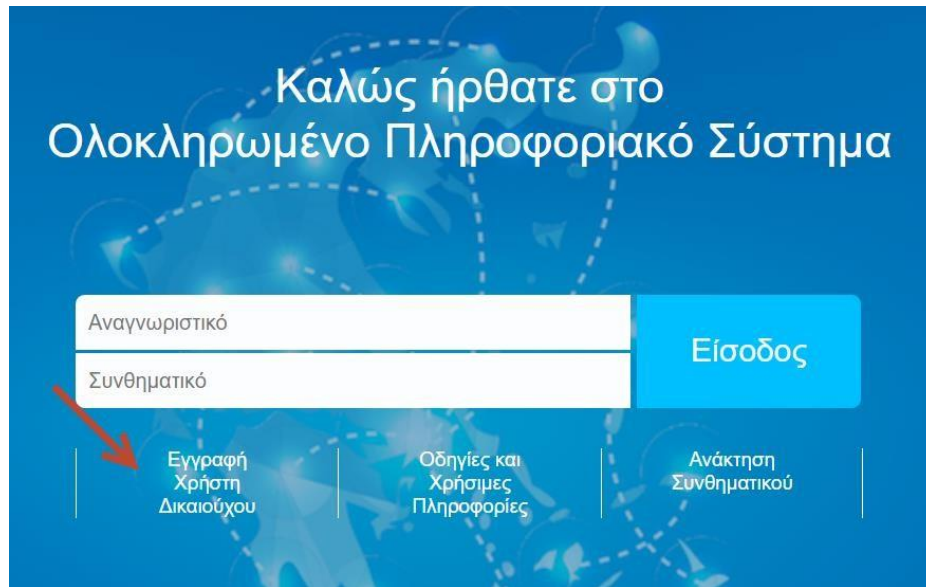 Καλώς ήρθατε στο
Ολοκληρωμένο Πληροφοριακό Σύστημα
Αναγνωριστικό
Συνθηματικό
Είσοδος
Εγγραφή
Χρήστη
Δικαιούχου
Οδηγίες και
Χρήσιμες
Πληροφορίες
Ανάκτηση
Συνθηματικού